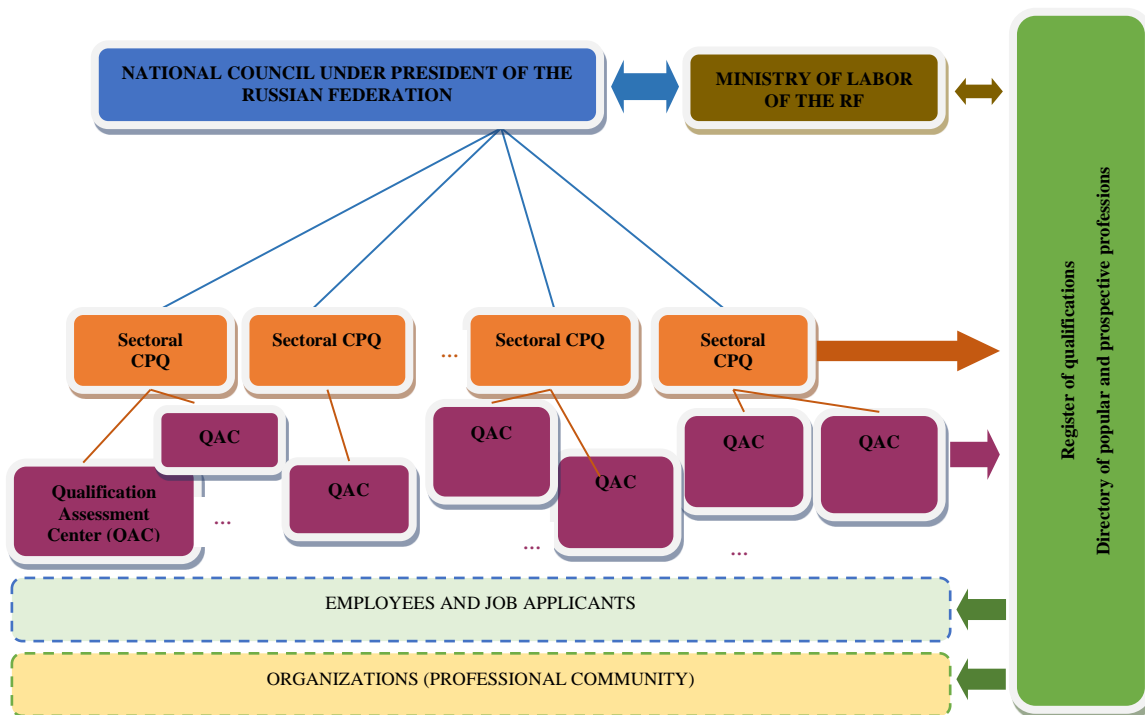 NATIONAL COUNCIL UNDER PRESIDENT OF THE
RUSSIAN FEDERATION
MINISTRY OF LABOR
OF THE RF
Sectoral
CPQ
Sectoral CPQ
...
Sectoral CPQ
Sectoral
CPQ
QAC
QAC
QAC
QAC
QAC
QAC
Qualification
Assessment
Center (OAC)
...
...
...
EMPLOYEES AND JOB APPLICANTS
ORGANIZATIONS (PROFESSIONAL COMMUNITY)
Register of qualifications
Directory of popular and prospective professions